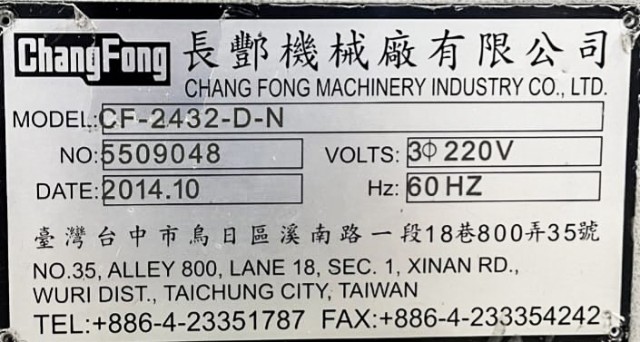 ChangFong 長酆機械廠有限公司
CHANG FONG MACHINERY INDUSTRY CO., LTD.
MODEL: CF-2432-D-N
NO: 5509048 VOLTS: 3Φ 220V
DATE: 2014.10 Hz: 60 HZ
臺灣台中市烏日區溪南路一段18巷800弄35號
NO.35, ALLEY 800, LANE 18, SEC. 1, XINAN RD.,
WURI DIST., TAICHUNG CITY, TAIWAN
TEL:+886-4-23351787 FAX:+886-4-233354242